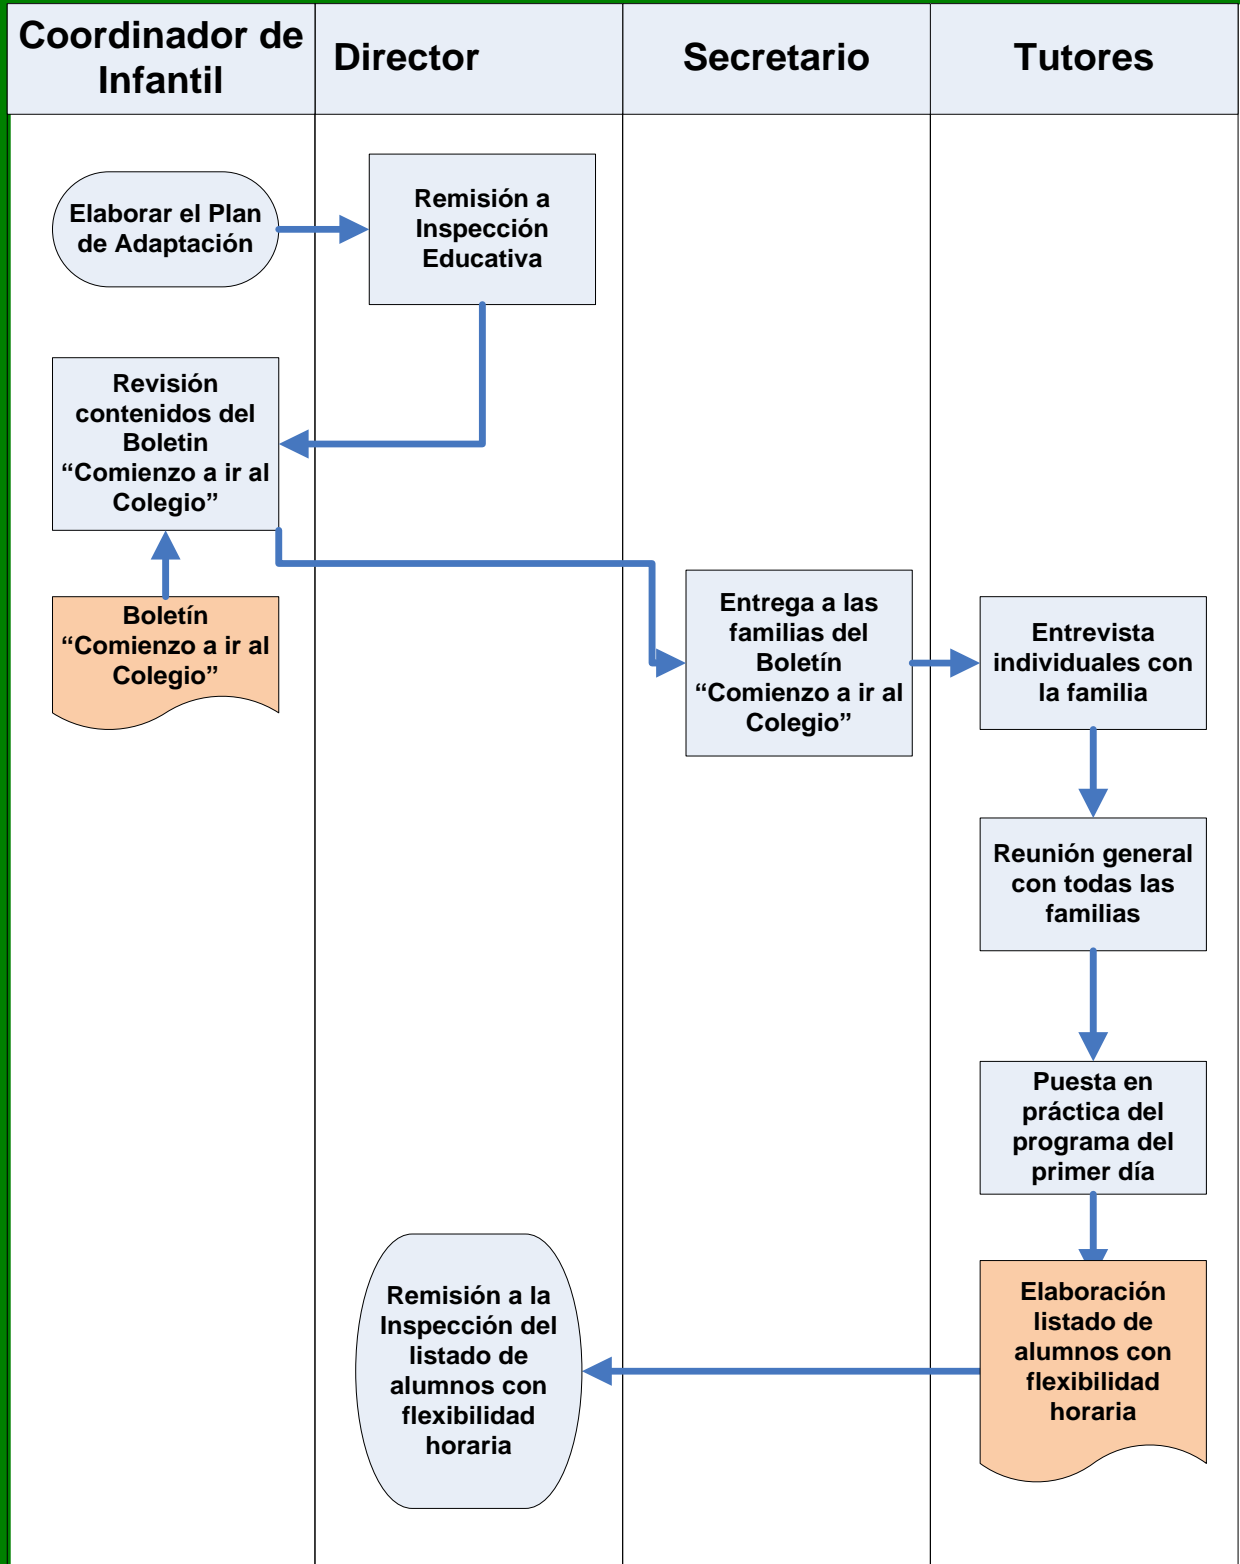 Coordinador de
Infantil
Director
Secretario
Tutores
Elaborar el Plan
de Adaptación
Remisión a
Inspección
Educativa
Revisión
contenidos del
Boletin
“Comienzo a ir al
Colegio”
Boletín
“Comienzo a ir al
Colegio”
Entrega a las
familias del
Boletín
“Comienzo a ir al
Colegio”
Entrevista
individuales con
la familia
Reunión general
con todas las
familias
Puesta en
práctica del
programa del
primer día
Elaboración
listado de
alumnos con
flexibilidad
horaria
Remisión a la
Inspección del
listado de
alumnos con
flexibilidad
horaria